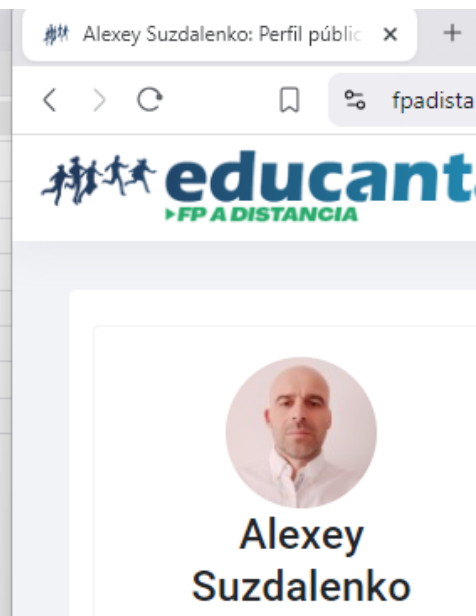 Alexey Suzdalenko: Perfil públic
fpadista
educant
FP A DISTANCIA
Alexey
Suzdalenko